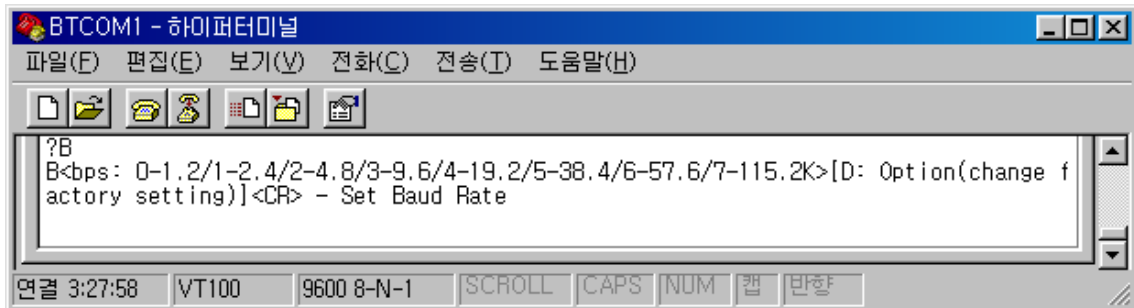 BTCOM1 - 하이퍼터미널
파일(F) 편집(E) 보기(V) 전화(C) 전송(T) 도움말(H)
?B
B<bps: 0-1.2/1-2.4/2-4.8/3-9.6/4-19.2/5-38.4/6-57.6/7-115.2K>[D: Option(change f
actory setting)]<CR> - Set Baud Rate
연결 3:27:58 VT100 9600 8-N-1 SCROLL CAPS NUM 캡 반향